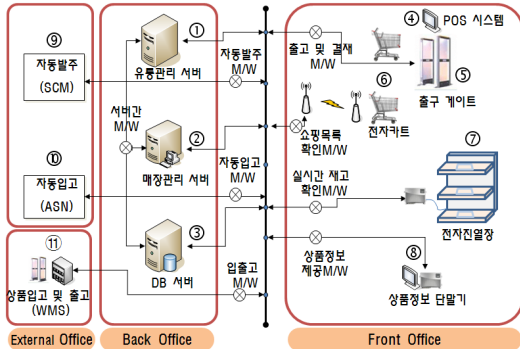 ⑨
자동발주
(SCM)
⑩
자동입고
(ASN)
⑪
상품입고 및 출고
(WMS)
External Office
①
유통관리 서버
서버간
M/W
②
매장관리 서버
③
DB 서버
Back Office
자동발주
M/W
자동입고
M/W
입출고
M/W
출고 및 결재
M/W
④
POS 시스템
⑤
출구 게이트
⑥
전자카트
쇼핑목록
확인M/W
⑦
실시간 재고
확인M/W
전자진열장
상품정보
제공M/W
⑧
상품정보 단말기
Front Office